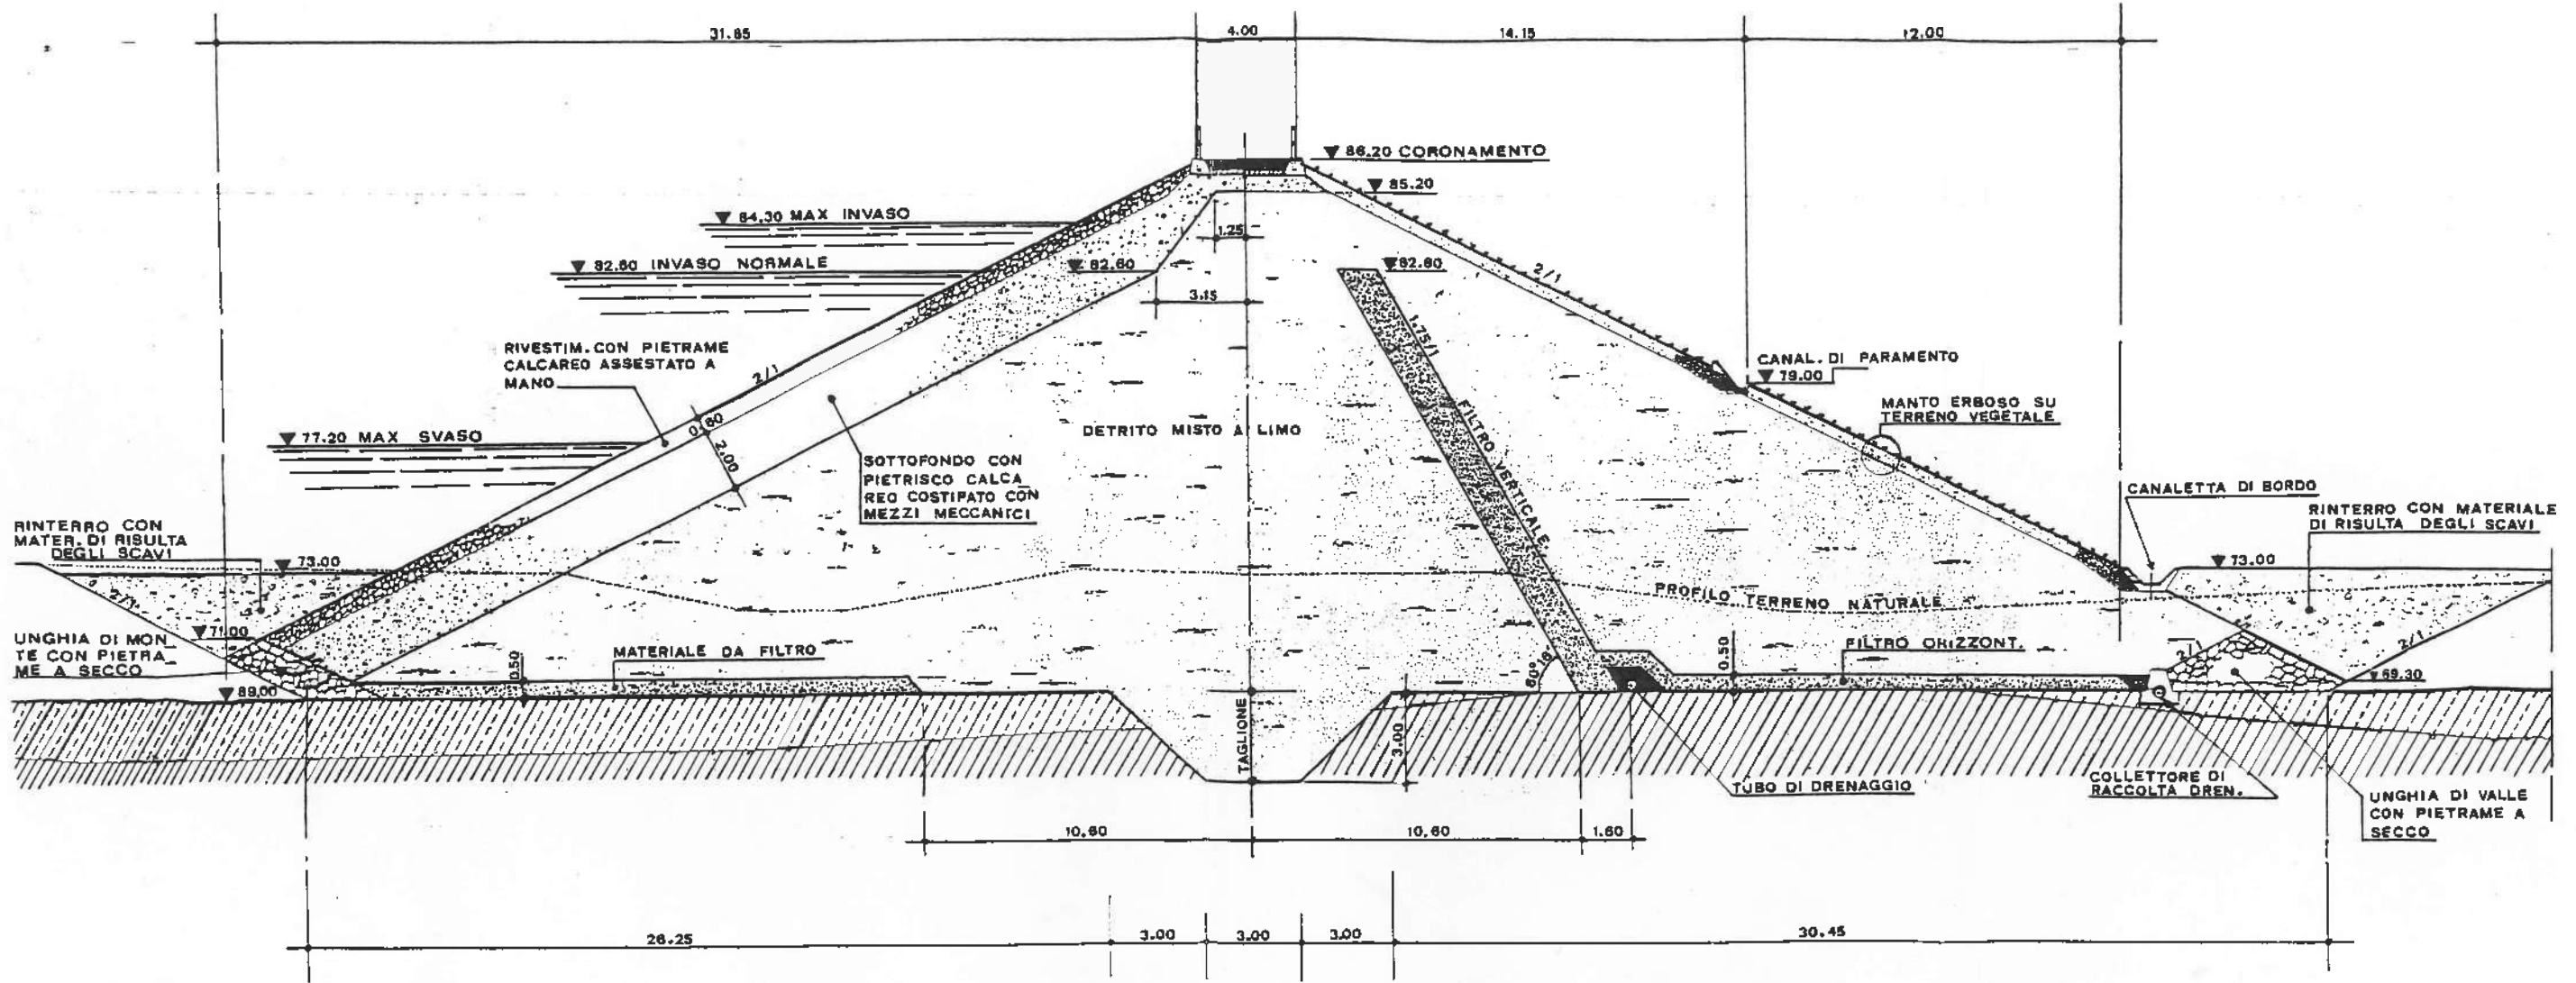 31.85
4.00
14.15
12.00
86.20 CORONAMENTO
85.20
84.30 MAX INVASO
1.25
82.60 INVASO NORMALE
82.60
82.60
3.15
2/1
1.75/1
RIVESTIM. CON PIETRAME
CALCAREO ASSESTATO A
MANO
2/1
CANAL. DI PARAMENTO
79.00
MANTO ERBOSO SU
TERRENO VEGETALE
0.60
2.00
77.20 MAX SVASO
DETRITO MISTO A LIMO
FILTRO VERTICALE
SOTTOFONDO CON
PIETRISCO CALCA_
REO COSTIPATO CON
MEZZI MECCANICI
CANALETTA DI BORDO
RINTERRO CON MATERIALE
DI RISULTA DEGLI SCAVI
RINTERRO CON
MATER. DI RISULTA
DEGLI SCAVI
73.00
73.00
2/1
PROFILO TERRENO NATURALE
71.00
UNGHIA DI MON_
TE CON PIETRA_
ME A SECCO
MATERIALE DA FILTRO
0.50
FILTRO ORIZZONT.
0.50
2/1
2/1
60°16'
69.00
69.30
TAGLIONE
3.00
TUBO DI DRENAGGIO
COLLETTORE DI
RACCOLTA DREN.
UNGHIA DI VALLE
CON PIETRAME A
SECCO
10.60
10.60
1.60
26.25
3.00
3.00
3.00
30.45